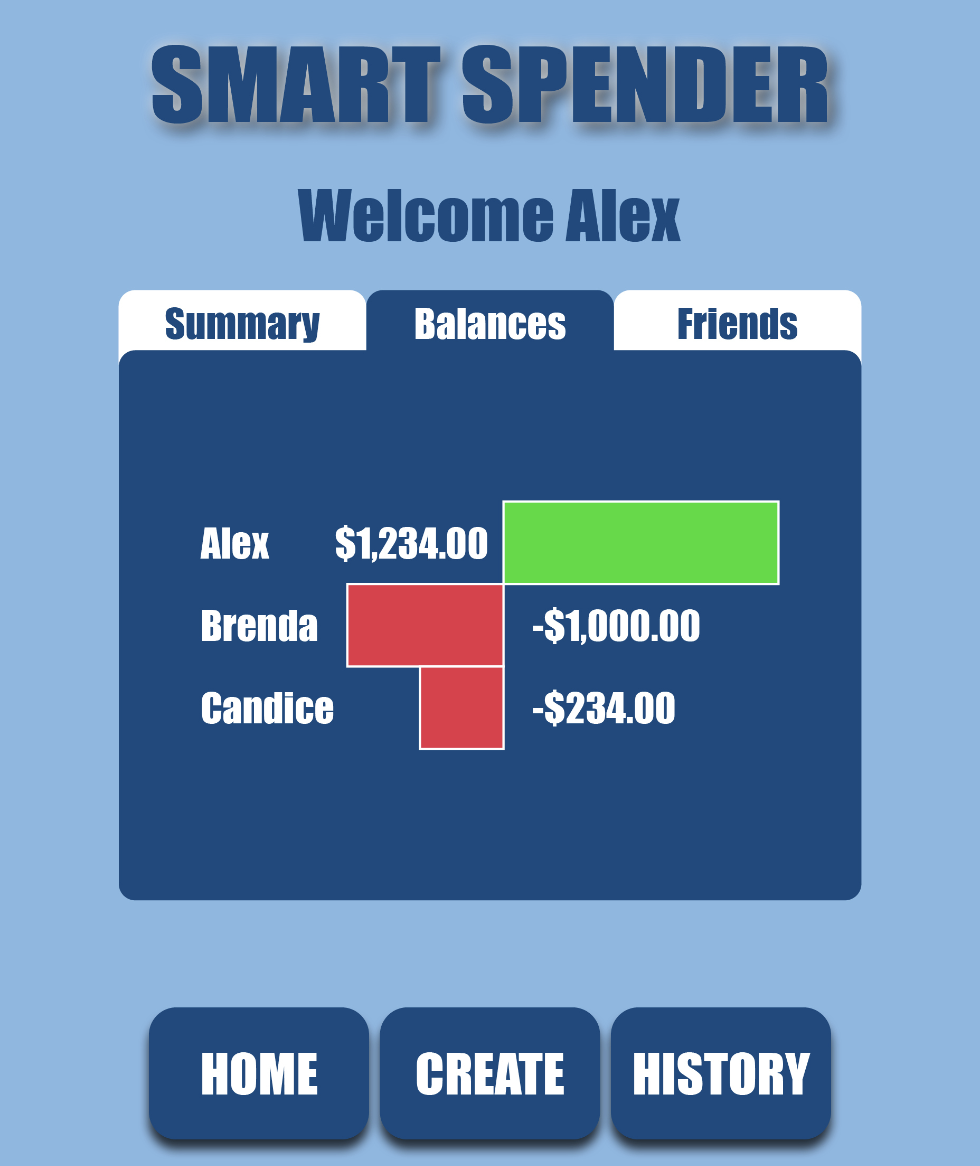 SMART SPENDER
Welcome Alex
Summary Balances Friends
Alex $1,234.00
Brenda -$1,000.00
Candice -$234.00
HOME CREATE HISTORY